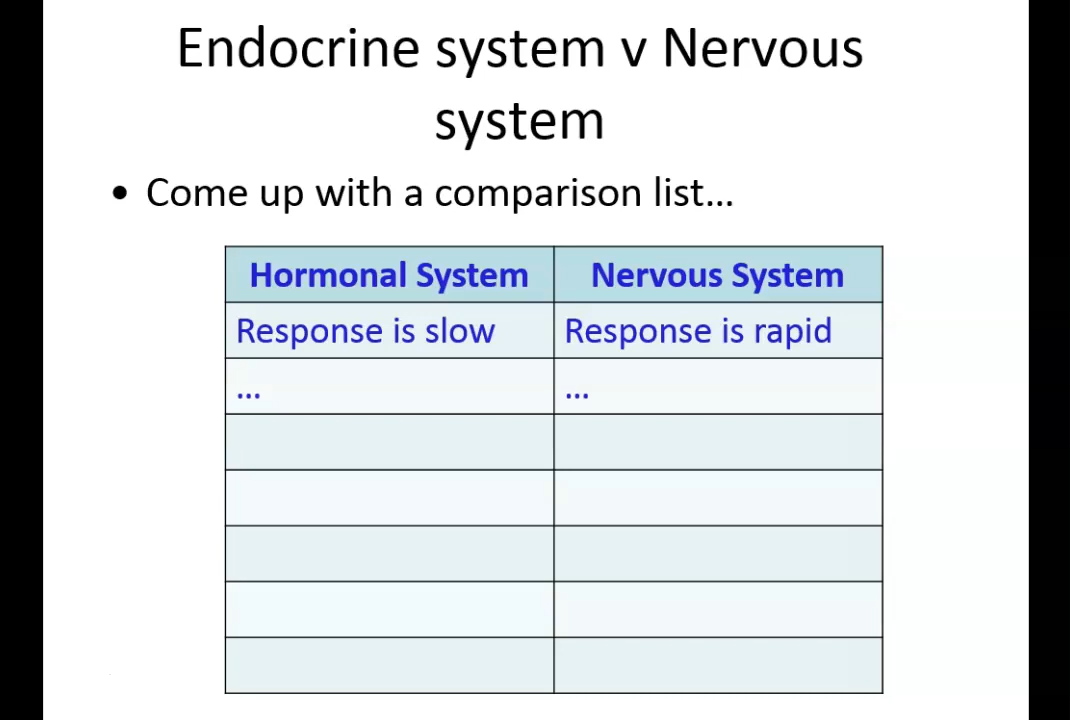 Endocrine system v Nervous
system
• Come up with a comparison list...
Hormonal System Nervous System
Response is slow Response is rapid
... ...